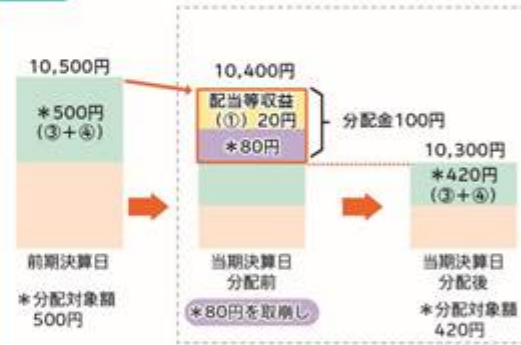 10,500円
*500円
(③+④)
前期決算日
*分配対象額
500円
10,400円
配当等収益
(①) 20円
*80円
分配金100円
当期決算日
分配前
*80円を取崩し
10,300円
*420円
(③+④)
当期決算日
分配後
*分配対象額
420円